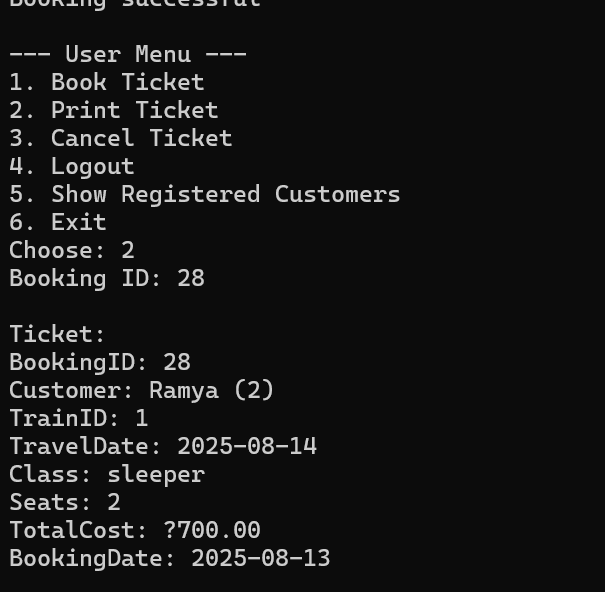 Booking successful
--- User Menu ---
1. Book Ticket
2. Print Ticket
3. Cancel Ticket
4. Logout
5. Show Registered Customers
6. Exit
Choose: 2
Booking ID: 28
Ticket:
BookingID: 28
Customer: Ramya (2)
TrainID: 1
TravelDate: 2025-08-14
Class: sleeper
Seats: 2
TotalCost: ?700.00
BookingDate: 2025-08-13